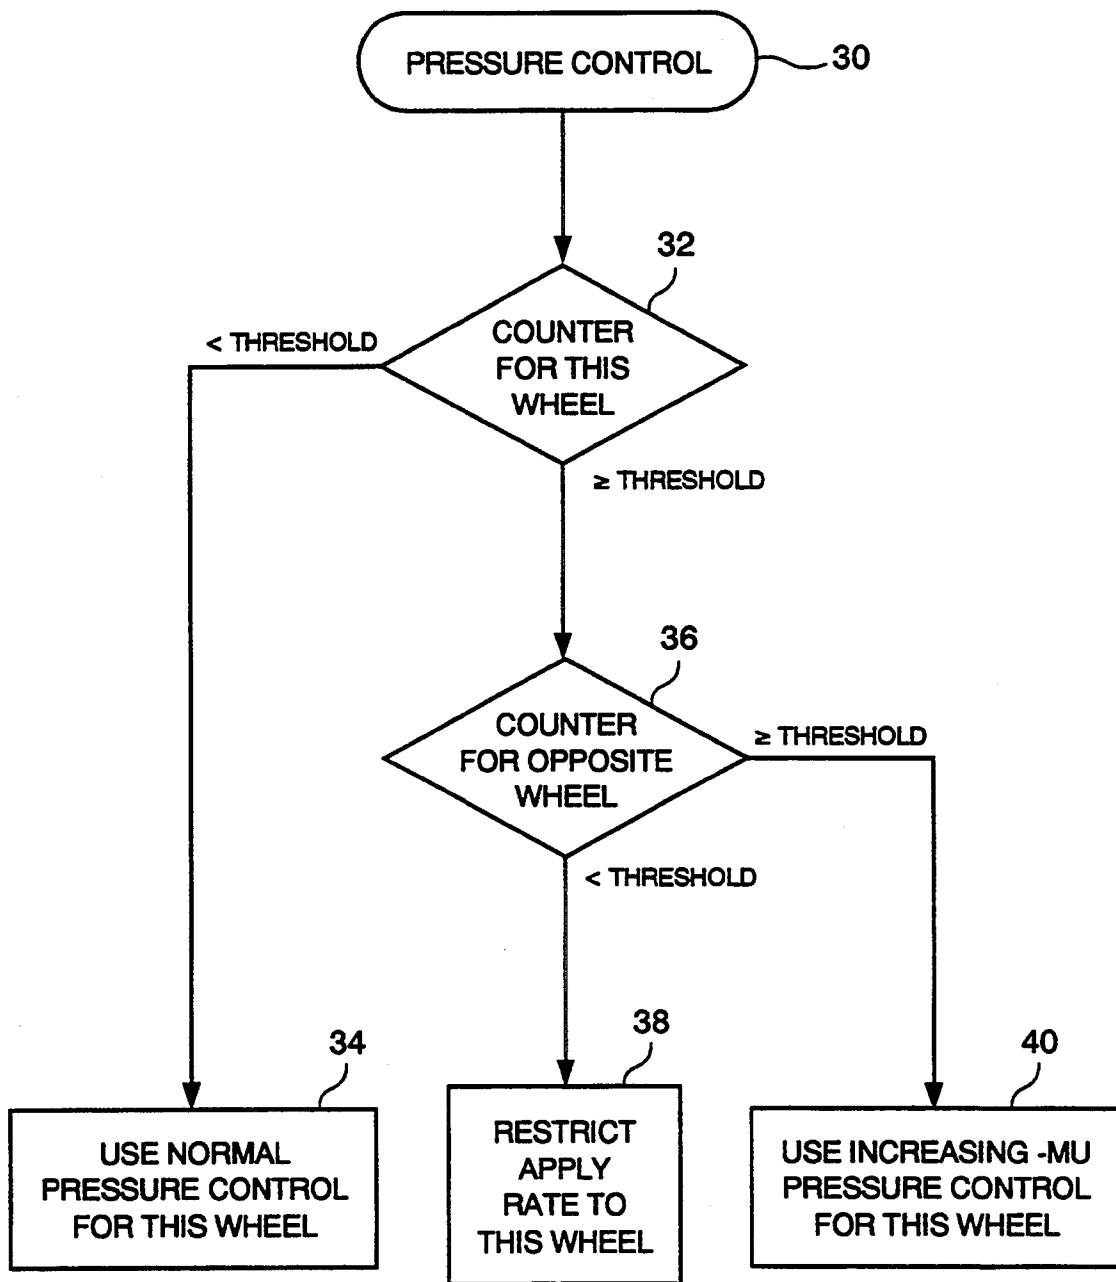 PRESSURE CONTROL
30
32
COUNTER
FOR THIS
WHEEL
< THRESHOLD
≥ THRESHOLD
36
COUNTER
FOR OPPOSITE
WHEEL
≥ THRESHOLD
< THRESHOLD
34
USE NORMAL
PRESSURE CONTROL
FOR THIS WHEEL
38
RESTRICT
APPLY
RATE TO
THIS WHEEL
40
USE INCREASING -MU
PRESSURE CONTROL
FOR THIS WHEEL